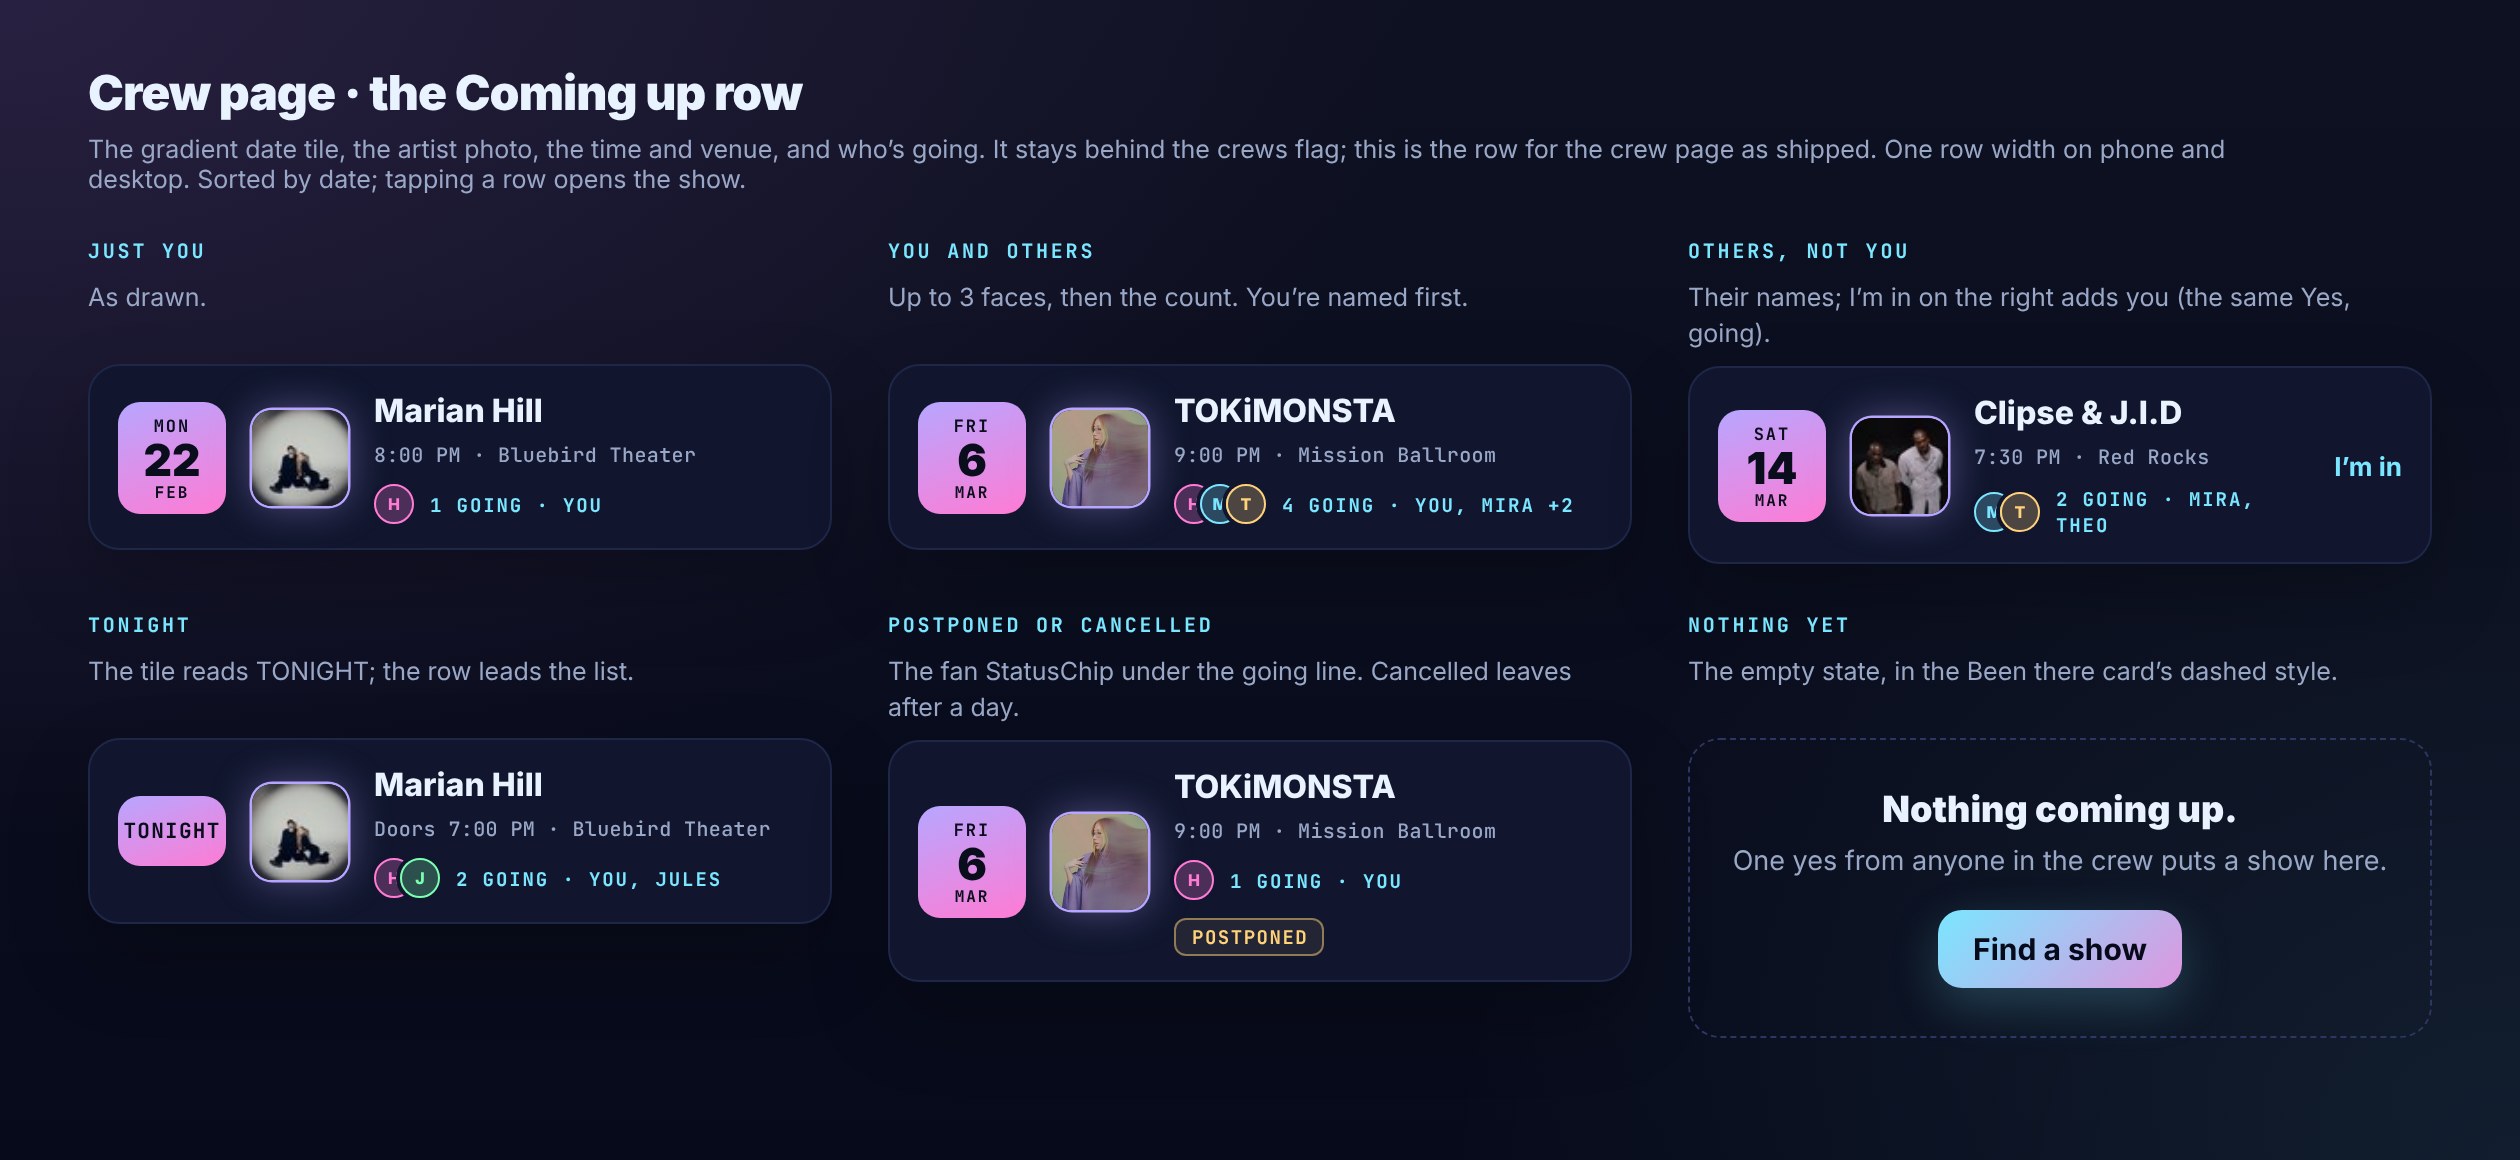 Crew page · the Coming up row
The gradient date tile, the artist photo, the time and venue, and who’s going. It stays behind the crews flag; this is the row for the crew page as shipped. One row width on phone and
desktop. Sorted by date; tapping a row opens the show.
JUST YOU
As drawn.
MON
22
FEB
Marian Hill
8:00 PM · Bluebird Theater
H
1 GOING · YOU
YOU AND OTHERS
Up to 3 faces, then the count. You’re named first.
FRI
6
MAR
TOKiMONSTA
9:00 PM · Mission Ballroom
H M T
4 GOING · YOU, MIRA +2
OTHERS, NOT YOU
Their names; I’m in on the right adds you (the same Yes,
going).
SAT
14
MAR
Clipse & J.I.D
7:30 PM · Red Rocks
M T
2 GOING · MIRA,
THEO
I’m in
TONIGHT
The tile reads TONIGHT; the row leads the list.
TONIGHT
Marian Hill
Doors 7:00 PM · Bluebird Theater
H J
2 GOING · YOU, JULES
POSTPONED OR CANCELLED
The fan StatusChip under the going line. Cancelled leaves
after a day.
FRI
6
MAR
TOKiMONSTA
9:00 PM · Mission Ballroom
H
1 GOING · YOU
POSTPONED
NOTHING YET
The empty state, in the Been there card’s dashed style.
Nothing coming up.
One yes from anyone in the crew puts a show here.
Find a show